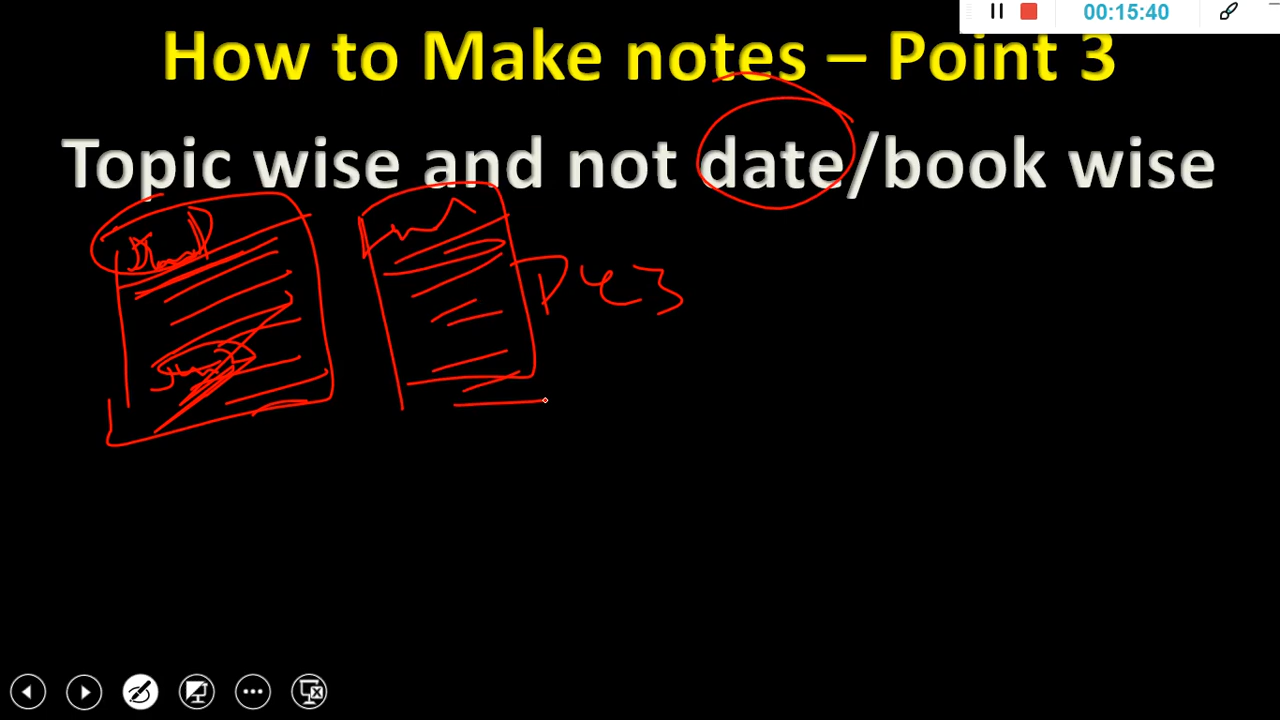 00:15:40
How to Make notes – Point 3
Topic wise and not date/book wise